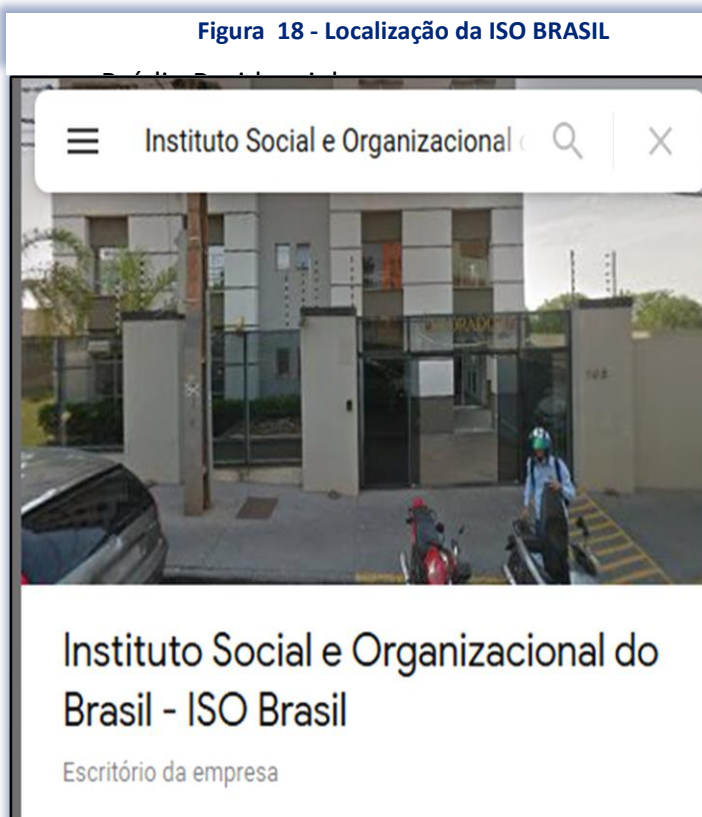 Figura 18 - Localização da ISO BRASIL
Instituto Social e Organizacional
Instituto Social e Organizacional do
Brasil - ISO Brasil
Escritório da empresa